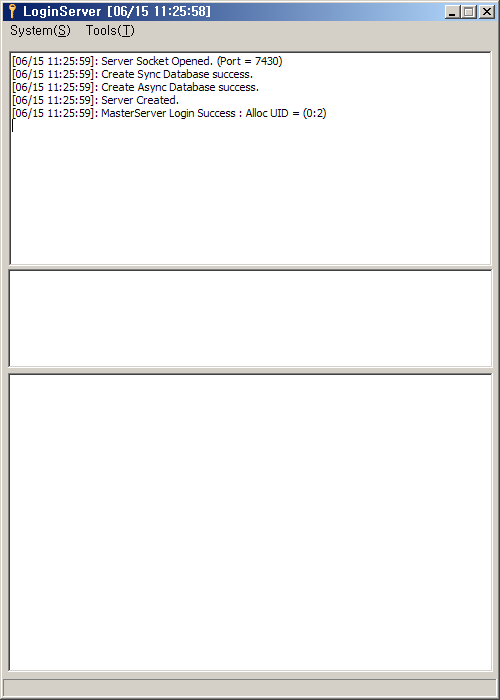 LoginServer [06/15 11:25:58]
System(S) Tools(T)
[06/15 11:25:59]: Server Socket Opened. (Port = 7430)
[06/15 11:25:59]: Create Sync Database success.
[06/15 11:25:59]: Create Async Database success.
[06/15 11:25:59]: Server Created.
[06/15 11:25:59]: MasterServer Login Success : Alloc UID = (0:2)